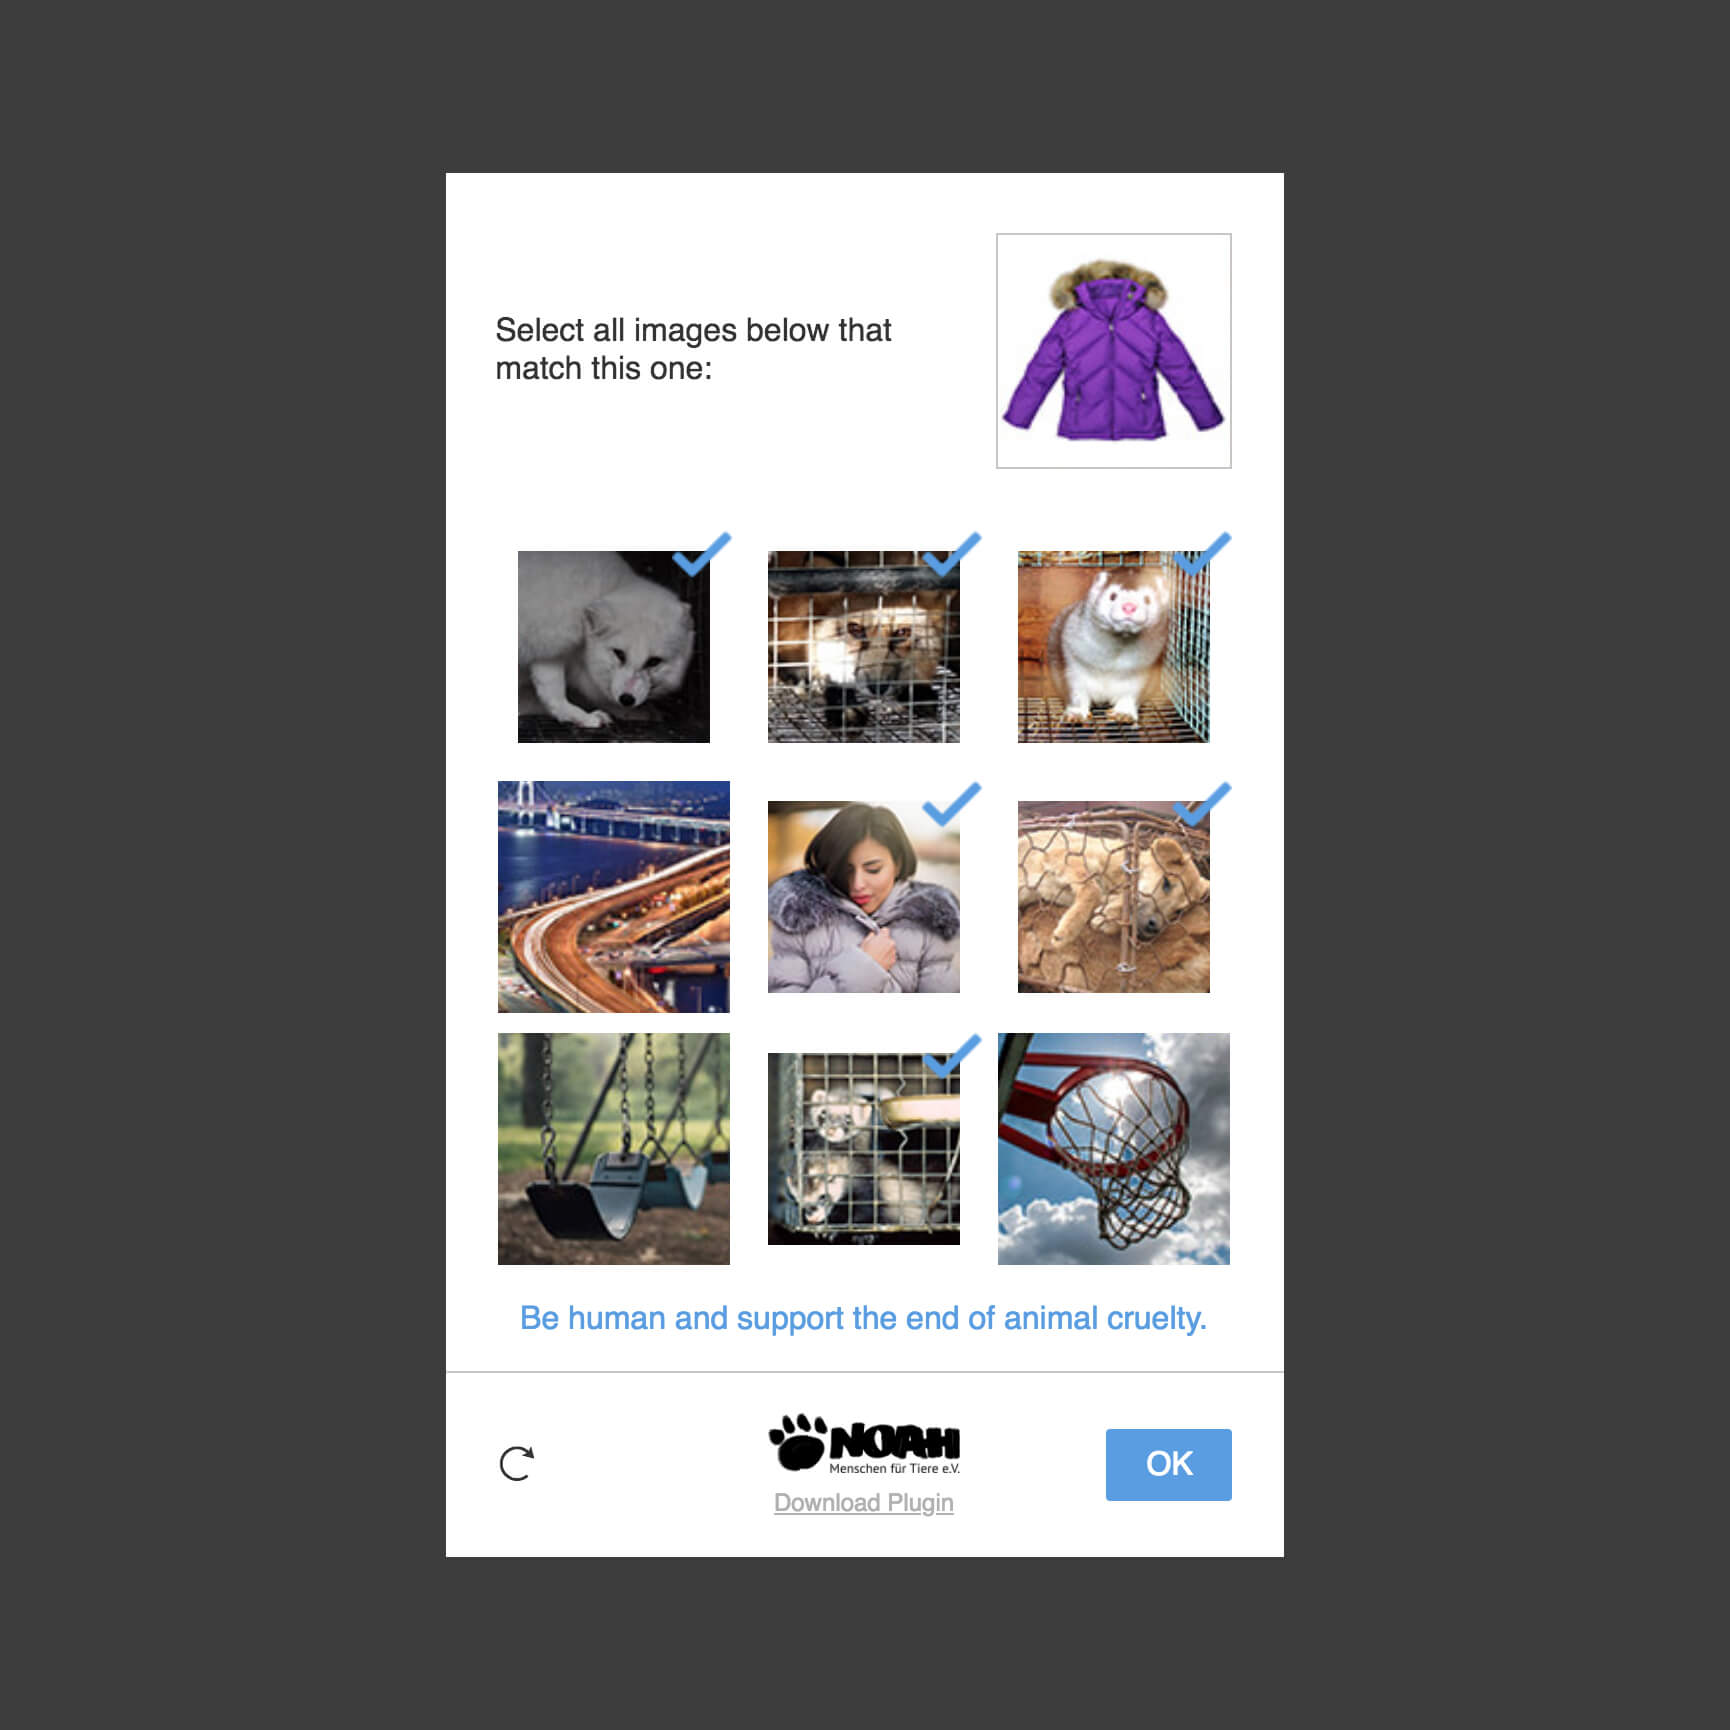 Select all images below that
match this one:
Be human and support the end of animal cruelty.
NOAH
Menschen für Tiere e.V.
Download Plugin
OK